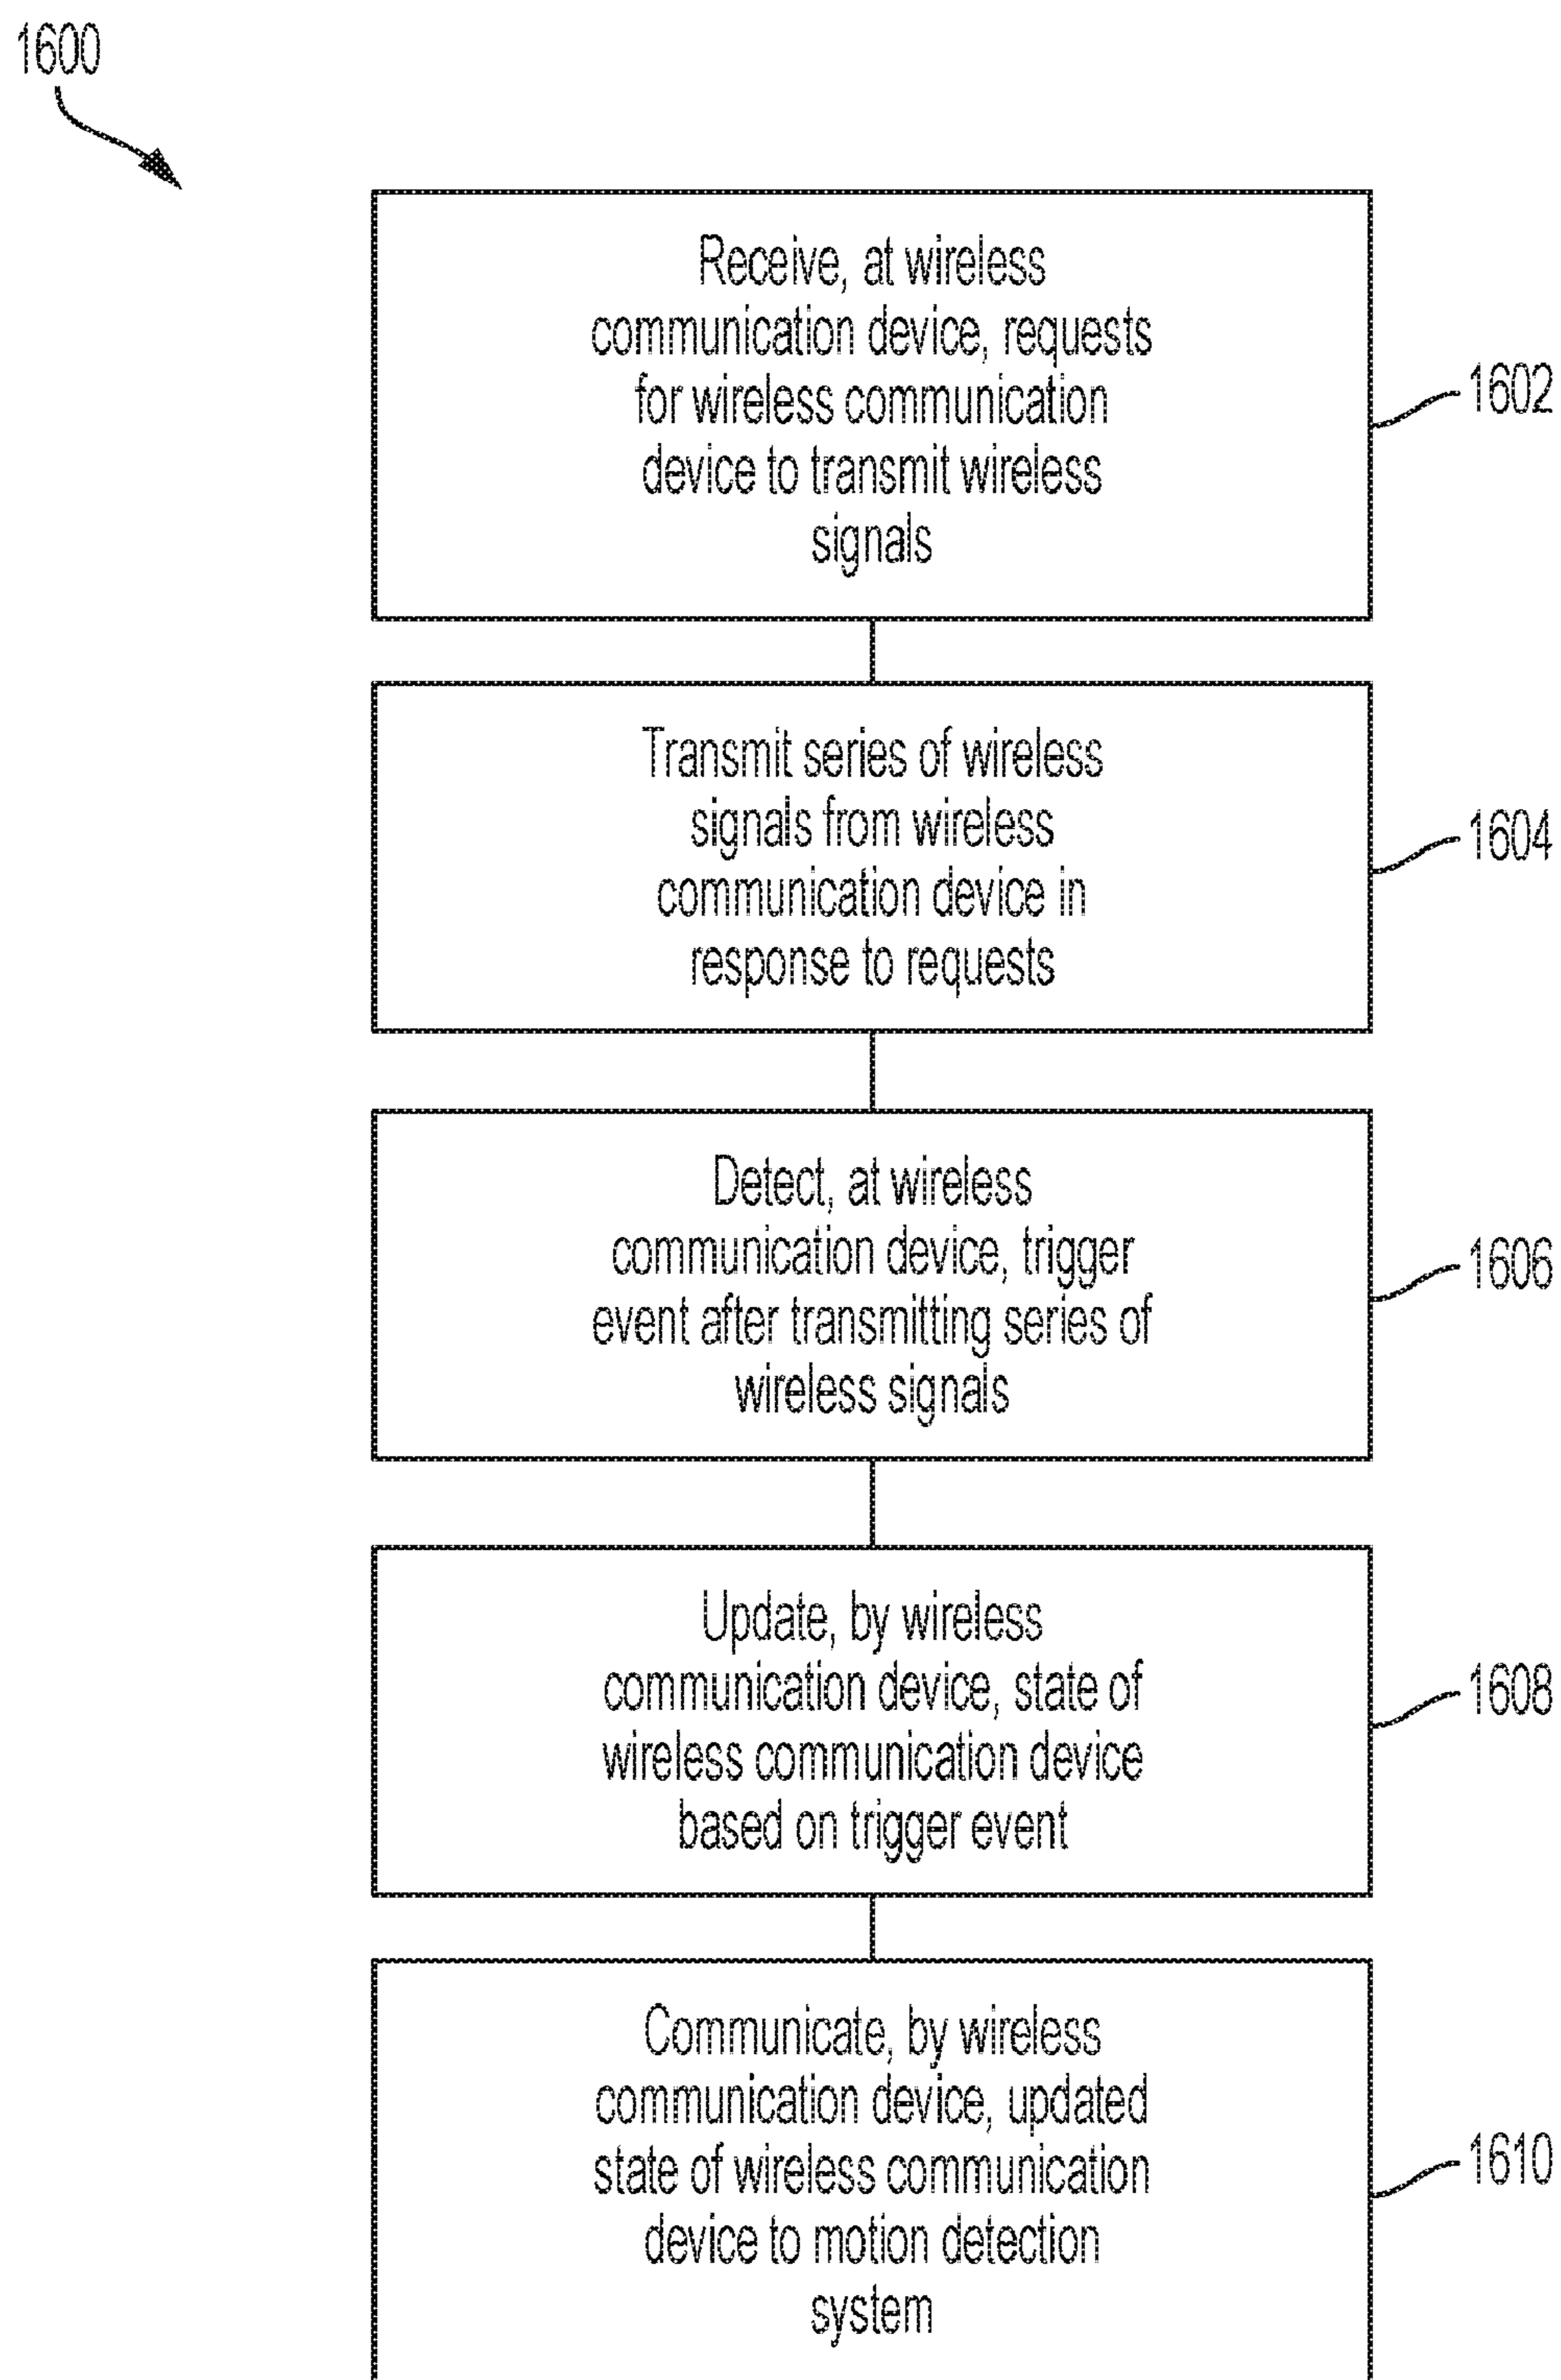 1600
Receive, at wireless
communication device, requests
for wireless communication
device to transmit wireless
signals
1602
Transmit series of wireless
signals from wireless
communication device in
response to requests
1604
Detect, at wireless
communication device, trigger
event after transmitting series of
wireless signals
1606
Update, by wireless
communication device, state of
wireless communication device
based on trigger event
1608
Communicate, by wireless
communication device, updated
state of wireless communication
device to motion detection
system
1610